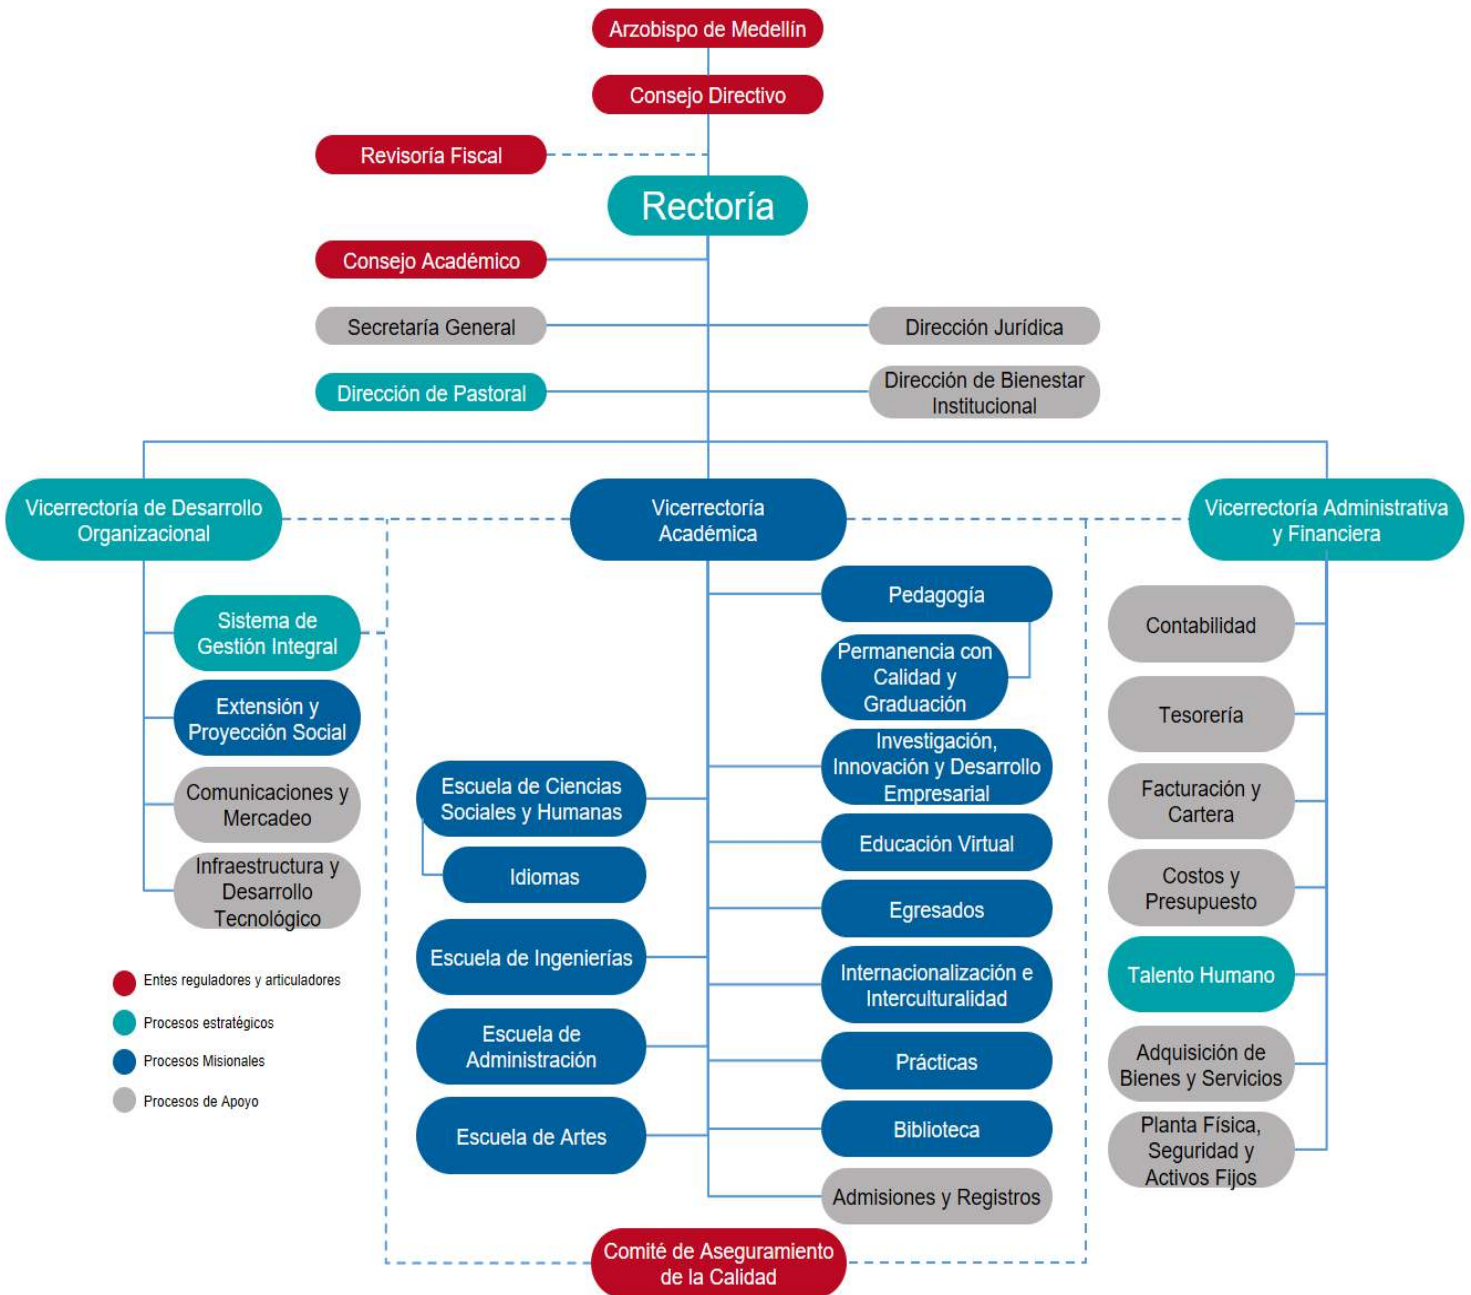 Arzobispo de Medellín
Consejo Directivo
Revisoría Fiscal
Rectoría
Consejo Académico
Secretaría General
Dirección Jurídica
Dirección de Pastoral
Dirección de Bienestar
Institucional
Vicerrectoría de Desarrollo
Organizacional
Vicerrectoría
Académica
Vicerrectoría Administrativa
y Financiera
Sistema de
Gestión Integral
Extensión y
Proyección Social
Comunicaciones y
Mercadeo
Infraestructura y
Desarrollo
Tecnológico
Escuela de Ciencias
Sociales y Humanas
Idiomas
Escuela de Ingenierías
Escuela de
Administración
Escuela de Artes
Pedagogía
Permanencia con
Calidad y
Graduación
Investigación,
Innovación y Desarrollo
Empresarial
Educación Virtual
Egresados
Internacionalización e
Interculturalidad
Prácticas
Biblioteca
Admisiones y Registros
Contabilidad
Tesorería
Facturación y
Cartera
Costos y
Presupuesto
Talento Humano
Adquisición de
Bienes y Servicios
Planta Física,
Seguridad y
Activos Fijos
Entes reguladores y articuladores
Procesos estratégicos
Procesos Misionales
Procesos de Apoyo
Comité de Aseguramiento
de la Calidad